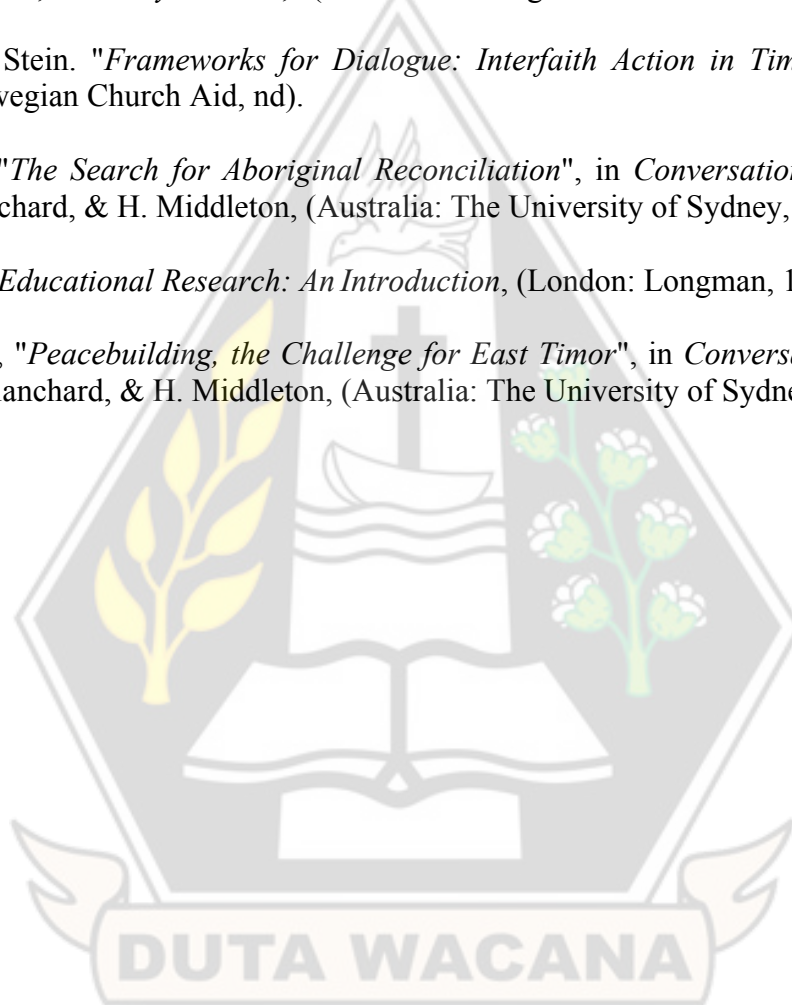 Stein. "Frameworks for Dialogue: Interfaith Action in Tim
wegian Church Aid, nd).
"The Search for Aboriginal Reconciliation", in Conversation
chard, & H. Middleton, (Australia: The University of Sydney,
Educational Research: An Introduction, (London: Longman, 1
, "Peacebuilding, the Challenge for East Timor", in Convers
lanchard, & H. Middleton, (Australia: The University of Sydne
DUTA WACANA